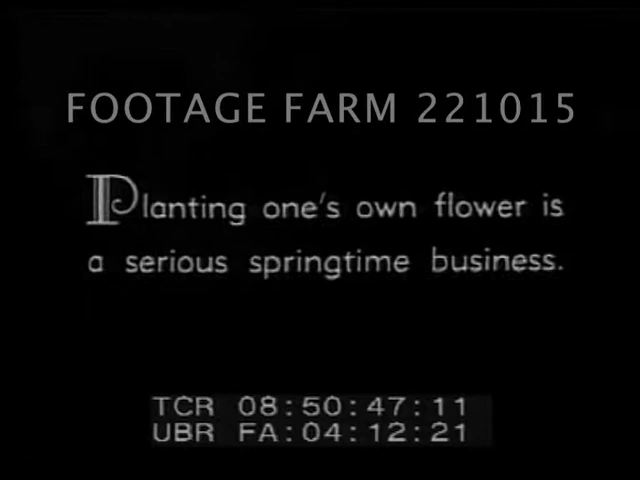 FOOTAGE FARM 221015
Planting one's own flower is
a serious springtime business.
TCR 08:50:47:11
UBR FA:04:12:21